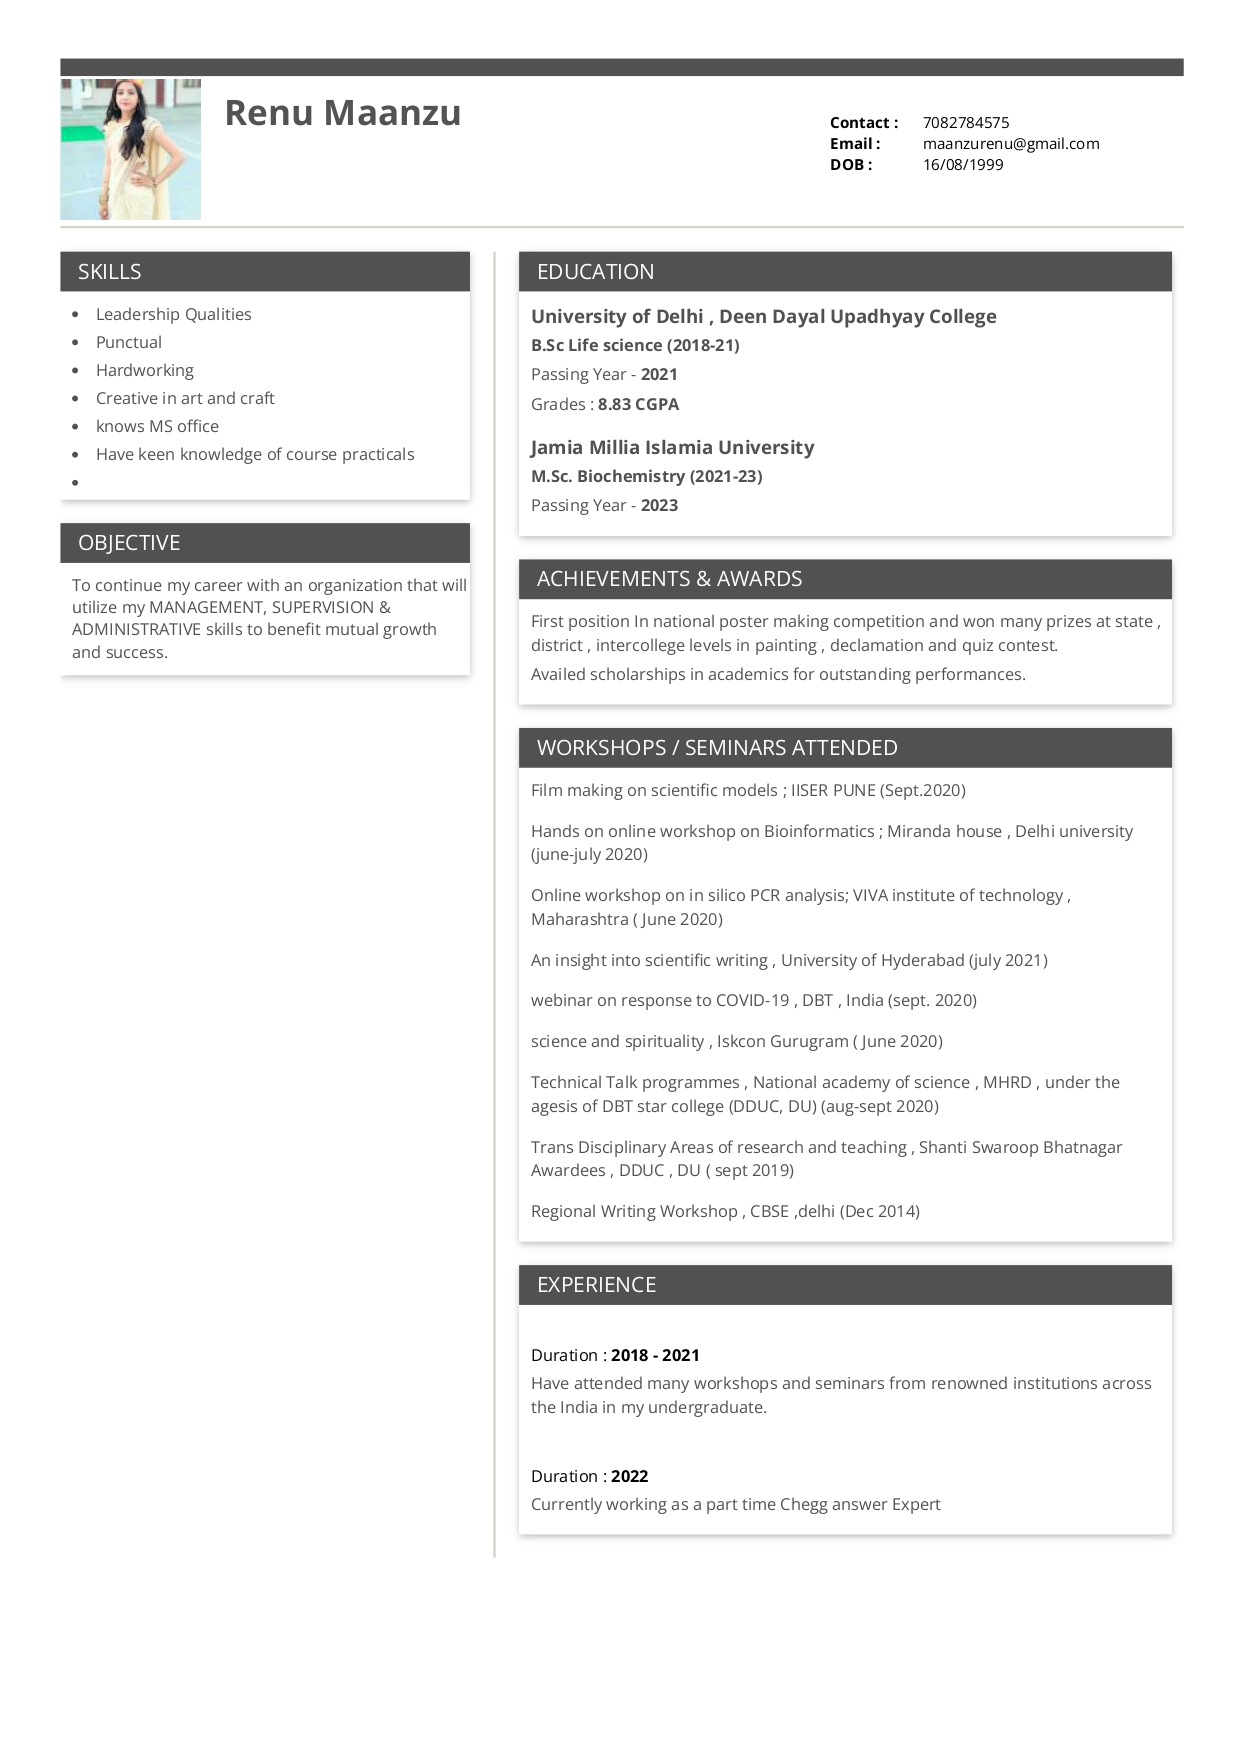 Renu Maanzu
Contact : 7082784575
Email : maanzurenu@gmail.com
DOB : 16/08/1999
SKILLS
• Leadership Qualities
• Punctual
• Hardworking
• Creative in art and craft
• knows MS office
• Have keen knowledge of course practicals
•
OBJECTIVE
To continue my career with an organization that will
utilize my MANAGEMENT, SUPERVISION &
ADMINISTRATIVE skills to benefit mutual growth
and success.
EDUCATION
University of Delhi , Deen Dayal Upadhyay College
B.Sc Life science (2018-21)
Passing Year - 2021
Grades : 8.83 CGPA
Jamia Millia Islamia University
M.Sc. Biochemistry (2021-23)
Passing Year - 2023
ACHIEVEMENTS & AWARDS
First position In national poster making competition and won many prizes at state ,
district , intercollege levels in painting , declamation and quiz contest.
Availed scholarships in academics for outstanding performances.
WORKSHOPS / SEMINARS ATTENDED
Film making on scientific models ; IISER PUNE (Sept.2020)
Hands on online workshop on Bioinformatics ; Miranda house , Delhi university
(june-july 2020)
Online workshop on in silico PCR analysis; VIVA institute of technology ,
Maharashtra ( June 2020)
An insight into scientific writing , University of Hyderabad (july 2021)
webinar on response to COVID-19 , DBT , India (sept. 2020)
science and spirituality , Iskcon Gurugram ( June 2020)
Technical Talk programmes , National academy of science , MHRD , under the
agesis of DBT star college (DDUC, DU) (aug-sept 2020)
Trans Disciplinary Areas of research and teaching , Shanti Swaroop Bhatnagar
Awardees , DDUC , DU ( sept 2019)
Regional Writing Workshop , CBSE ,delhi (Dec 2014)
EXPERIENCE
Duration : 2018 - 2021
Have attended many workshops and seminars from renowned institutions across
the India in my undergraduate.
Duration : 2022
Currently working as a part time Chegg answer Expert